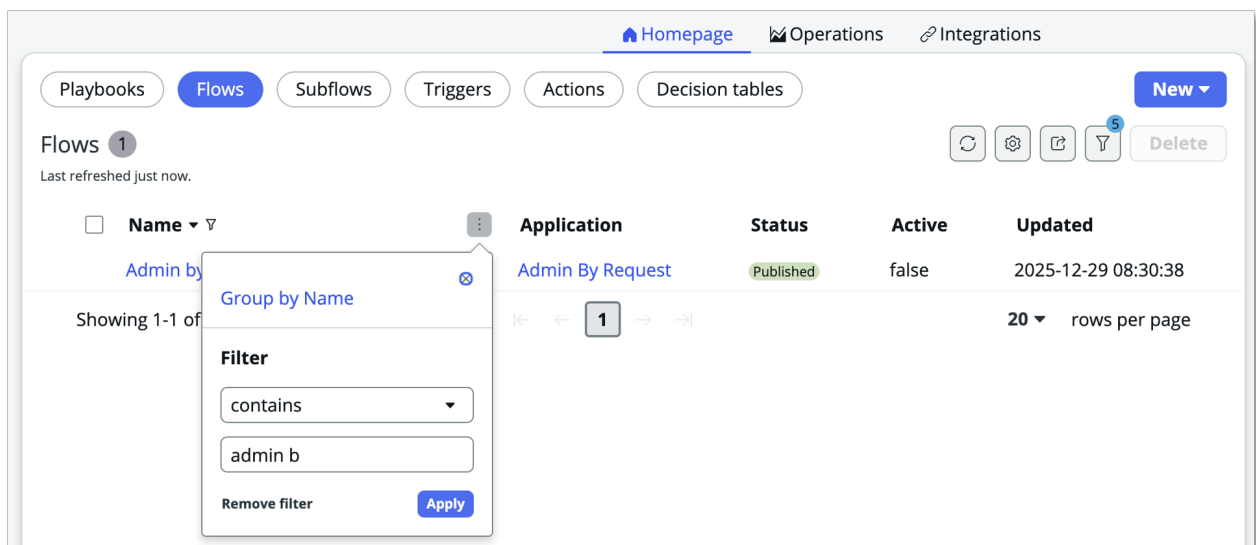 Homepage Operations Integrations
Playbooks Flows Subflows Triggers Actions Decision tables New
Flows 1 5 Delete
Last refreshed just now.
Name Application Status Active Updated
Admin by Admin By Request Published false 2025-12-29 08:30:38
Group by Name
Showing 1-1 of 1 20 rows per page
Filter
contains
admin b
Remove filter Apply